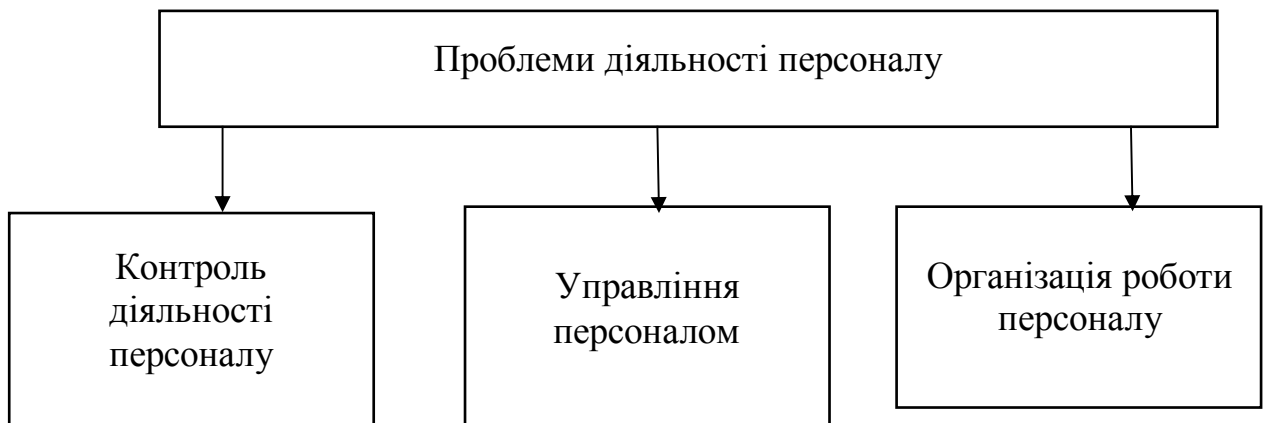 Проблеми діяльності персоналу
Контроль
діяльності
персоналу
Управління
персоналом
Організація роботи
персоналу